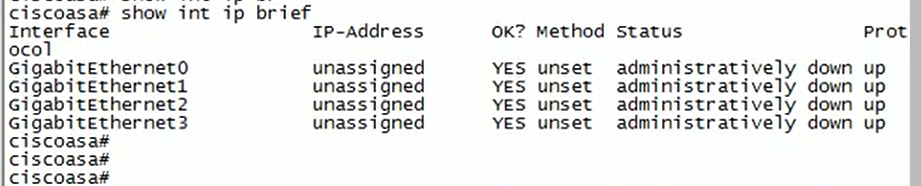 ciscoasa# show int ip brief
Interface                  IP-Address      OK? Method Status                Prot
ocol
GigabitEthernet0           unassigned      YES unset  administratively down up
GigabitEthernet1           unassigned      YES unset  administratively down up
GigabitEthernet2           unassigned      YES unset  administratively down up
GigabitEthernet3           unassigned      YES unset  administratively down up
ciscoasa#
ciscoasa#
ciscoasa#